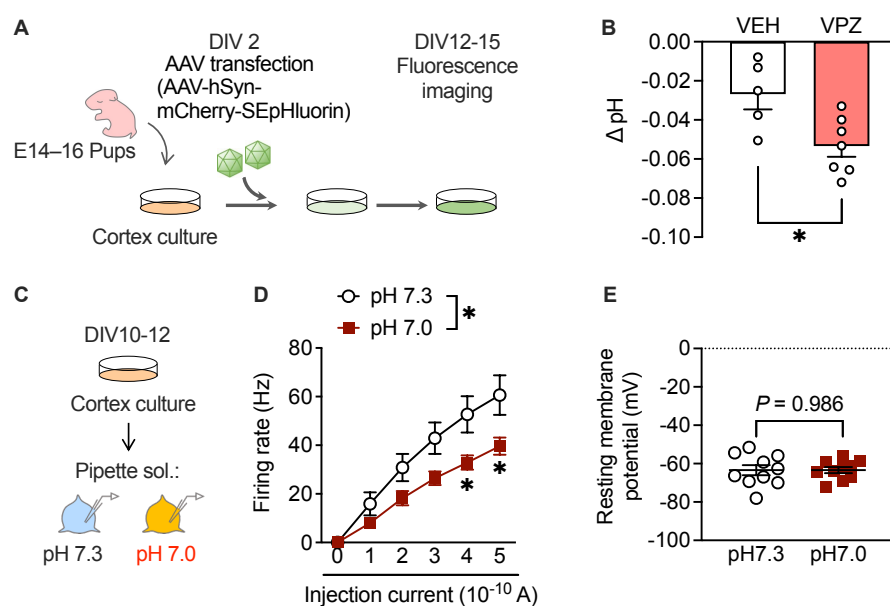 A
DIV 2
AAV transfection
(AAV-hSyn-
mCherry-SEpHluorin)
DIV12-15
Fluorescence
imaging
E14–16 Pups
Cortex culture
B
VEH VPZ
0.00
-0.02
-0.04
-0.06
-0.08
-0.10
Δ pH
*
C
DIV10-12
Cortex culture
Pipette sol.:
pH 7.3 pH 7.0
D
pH 7.3
pH 7.0
*
80
60
40
20
0
Firing rate (Hz)
* *
0 1 2 3 4 5
Injection current (10-10 A)
E
0
-20
-40
-60
-80
-100
Resting membrane
potential (mV)
P = 0.986
pH7.3 pH7.0